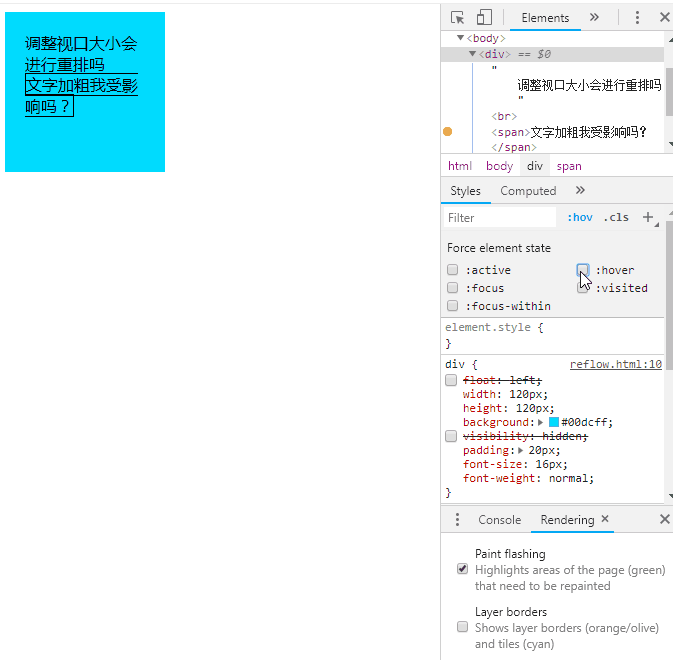 调整视口大小会
进行重排吗
文字加粗我受影
响吗？
Elements
<body>
<div> == $0
"
调整视口大小会进行重排吗
"
<br>
<span>文字加粗我受影响吗?
</span>
html body div span
Styles Computed
Filter :hov .cls
Force element state
:active :hover
:focus :visited
:focus-within
element.style {
}
div { reflow.html:10
float: left;
width: 120px;
height: 120px;
background: #00dcff;
visibility: hidden;
padding: 20px;
font-size: 16px;
font-weight: normal;
}
Console Rendering
Paint flashing
Highlights areas of the page (green)
that need to be repainted
Layer borders
Shows layer borders (orange/olive)
and tiles (cyan)